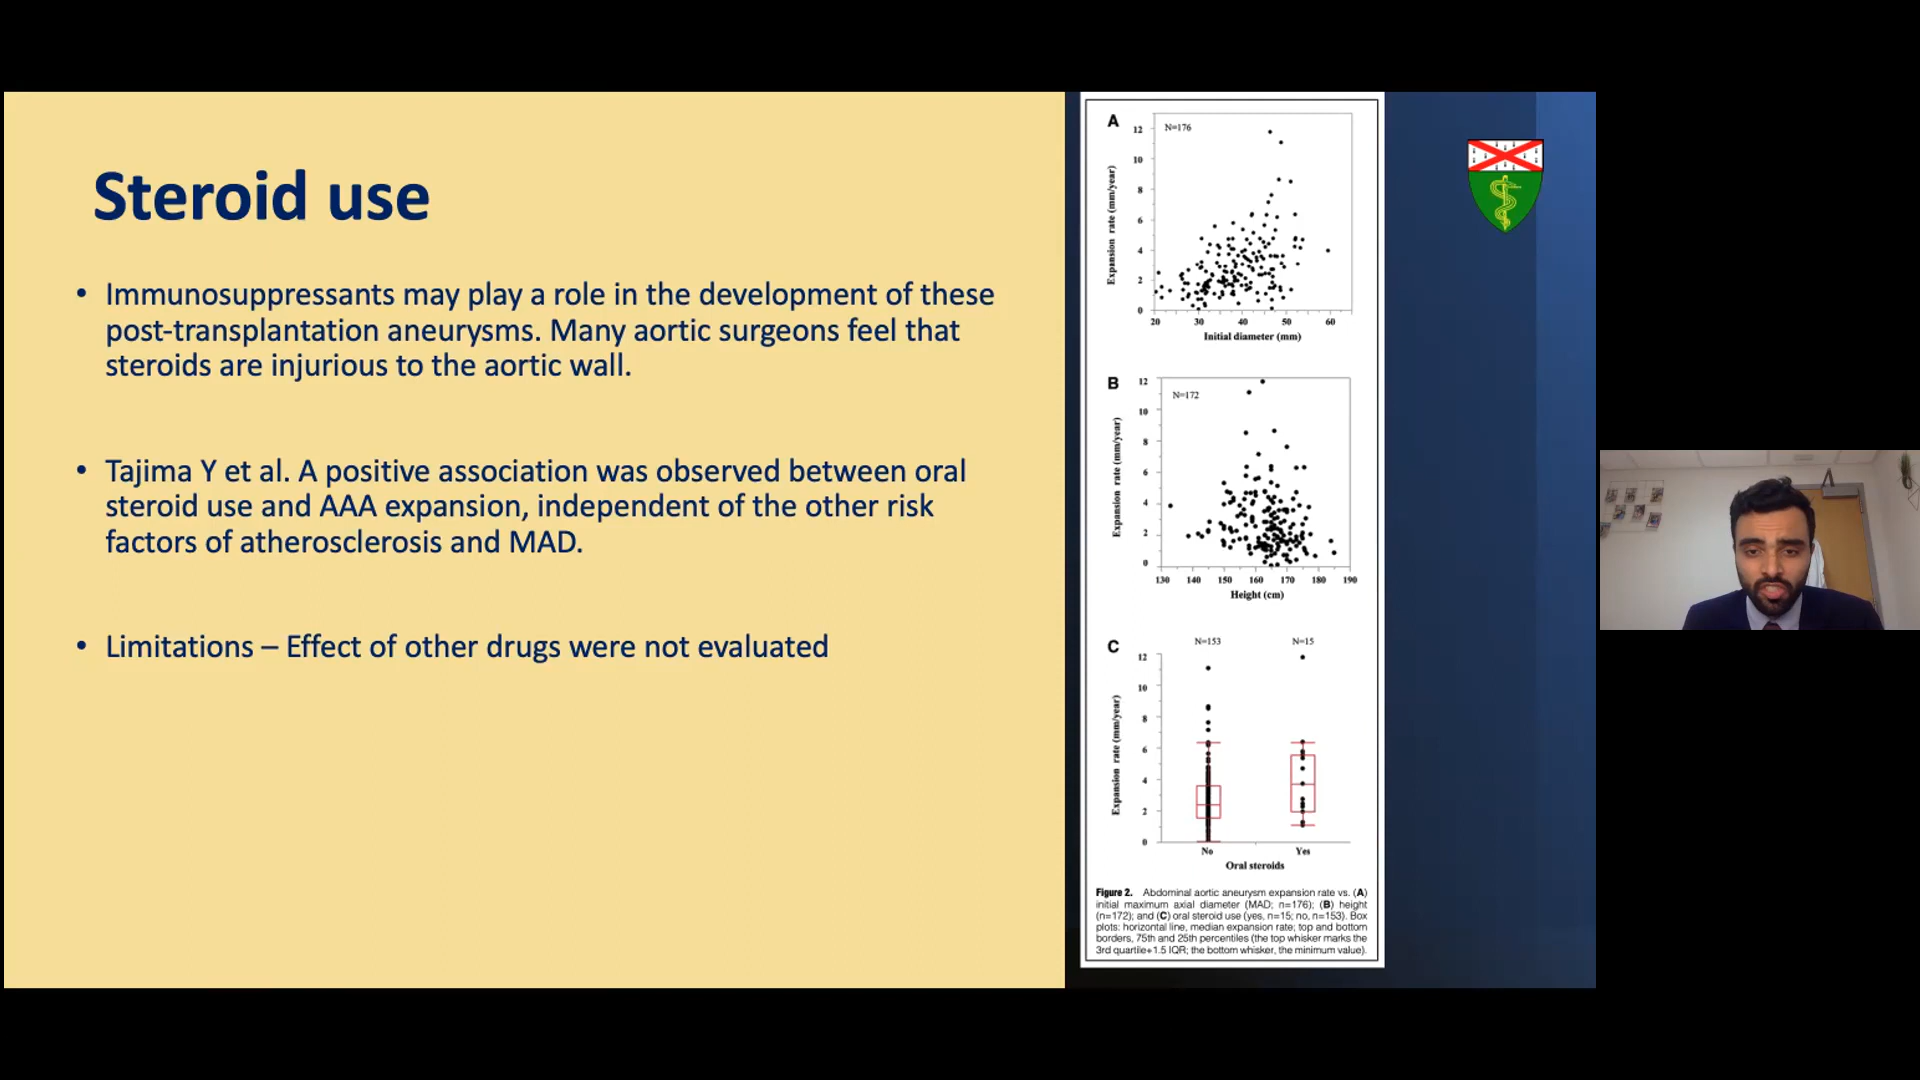 Steroid use
• Immunosuppressants may play a role in the development of these
post-transplantation aneurysms. Many aortic surgeons feel that
steroids are injurious to the aortic wall.
• Tajima Y et al. A positive association was observed between oral
steroid use and AAA expansion, independent of the other risk
factors of atherosclerosis and MAD.
• Limitations – Effect of other drugs were not evaluated
A
N=176
Expansion rate (mm/year)
12
10
8
6
4
2
0
20 30 40 50 60
Initial diameter (mm)
B
N=172
Expansion rate (mm/year)
12
10
8
6
4
2
0
130 140 150 160 170 180 190
Height (cm)
C
N=153 N=15
Expansion rate (mm/year)
12
10
8
6
4
2
0
No Yes
Oral steroids
Figure 2. Abdominal aortic aneurysm expansion rate vs. (A)
initial maximum axial diameter (MAD; n=176); (B) height
(n=172); and (C) oral steroid use (yes, n=15; no, n=153). Box
plots: horizontal line, median expansion rate; top and bottom
borders, 75th and 25th percentiles (the top whisker marks the
3rd quartile+1.5 IQR; the bottom whisker, the minimum value).